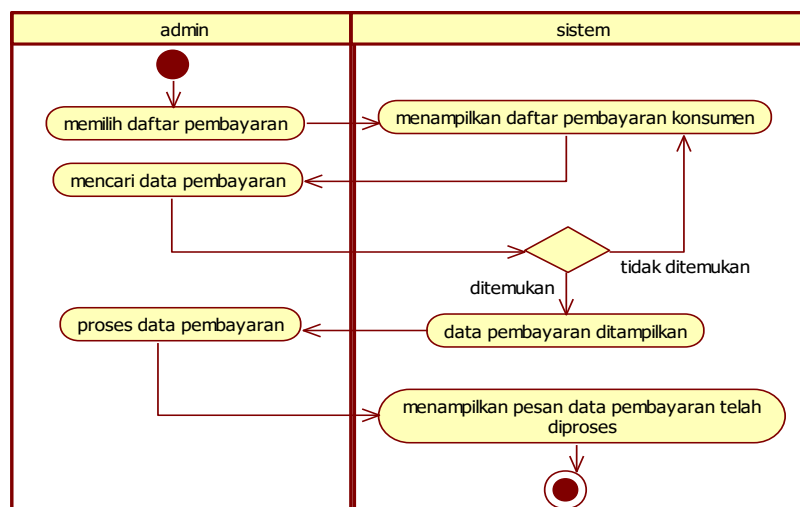 admin
sistem
memilih daftar pembayaran
menampilkan daftar pembayaran konsumen
mencari data pembayaran
tidak ditemukan
ditemukan
proses data pembayaran
data pembayaran ditampilkan
menampilkan pesan data pembayaran telah
diproses